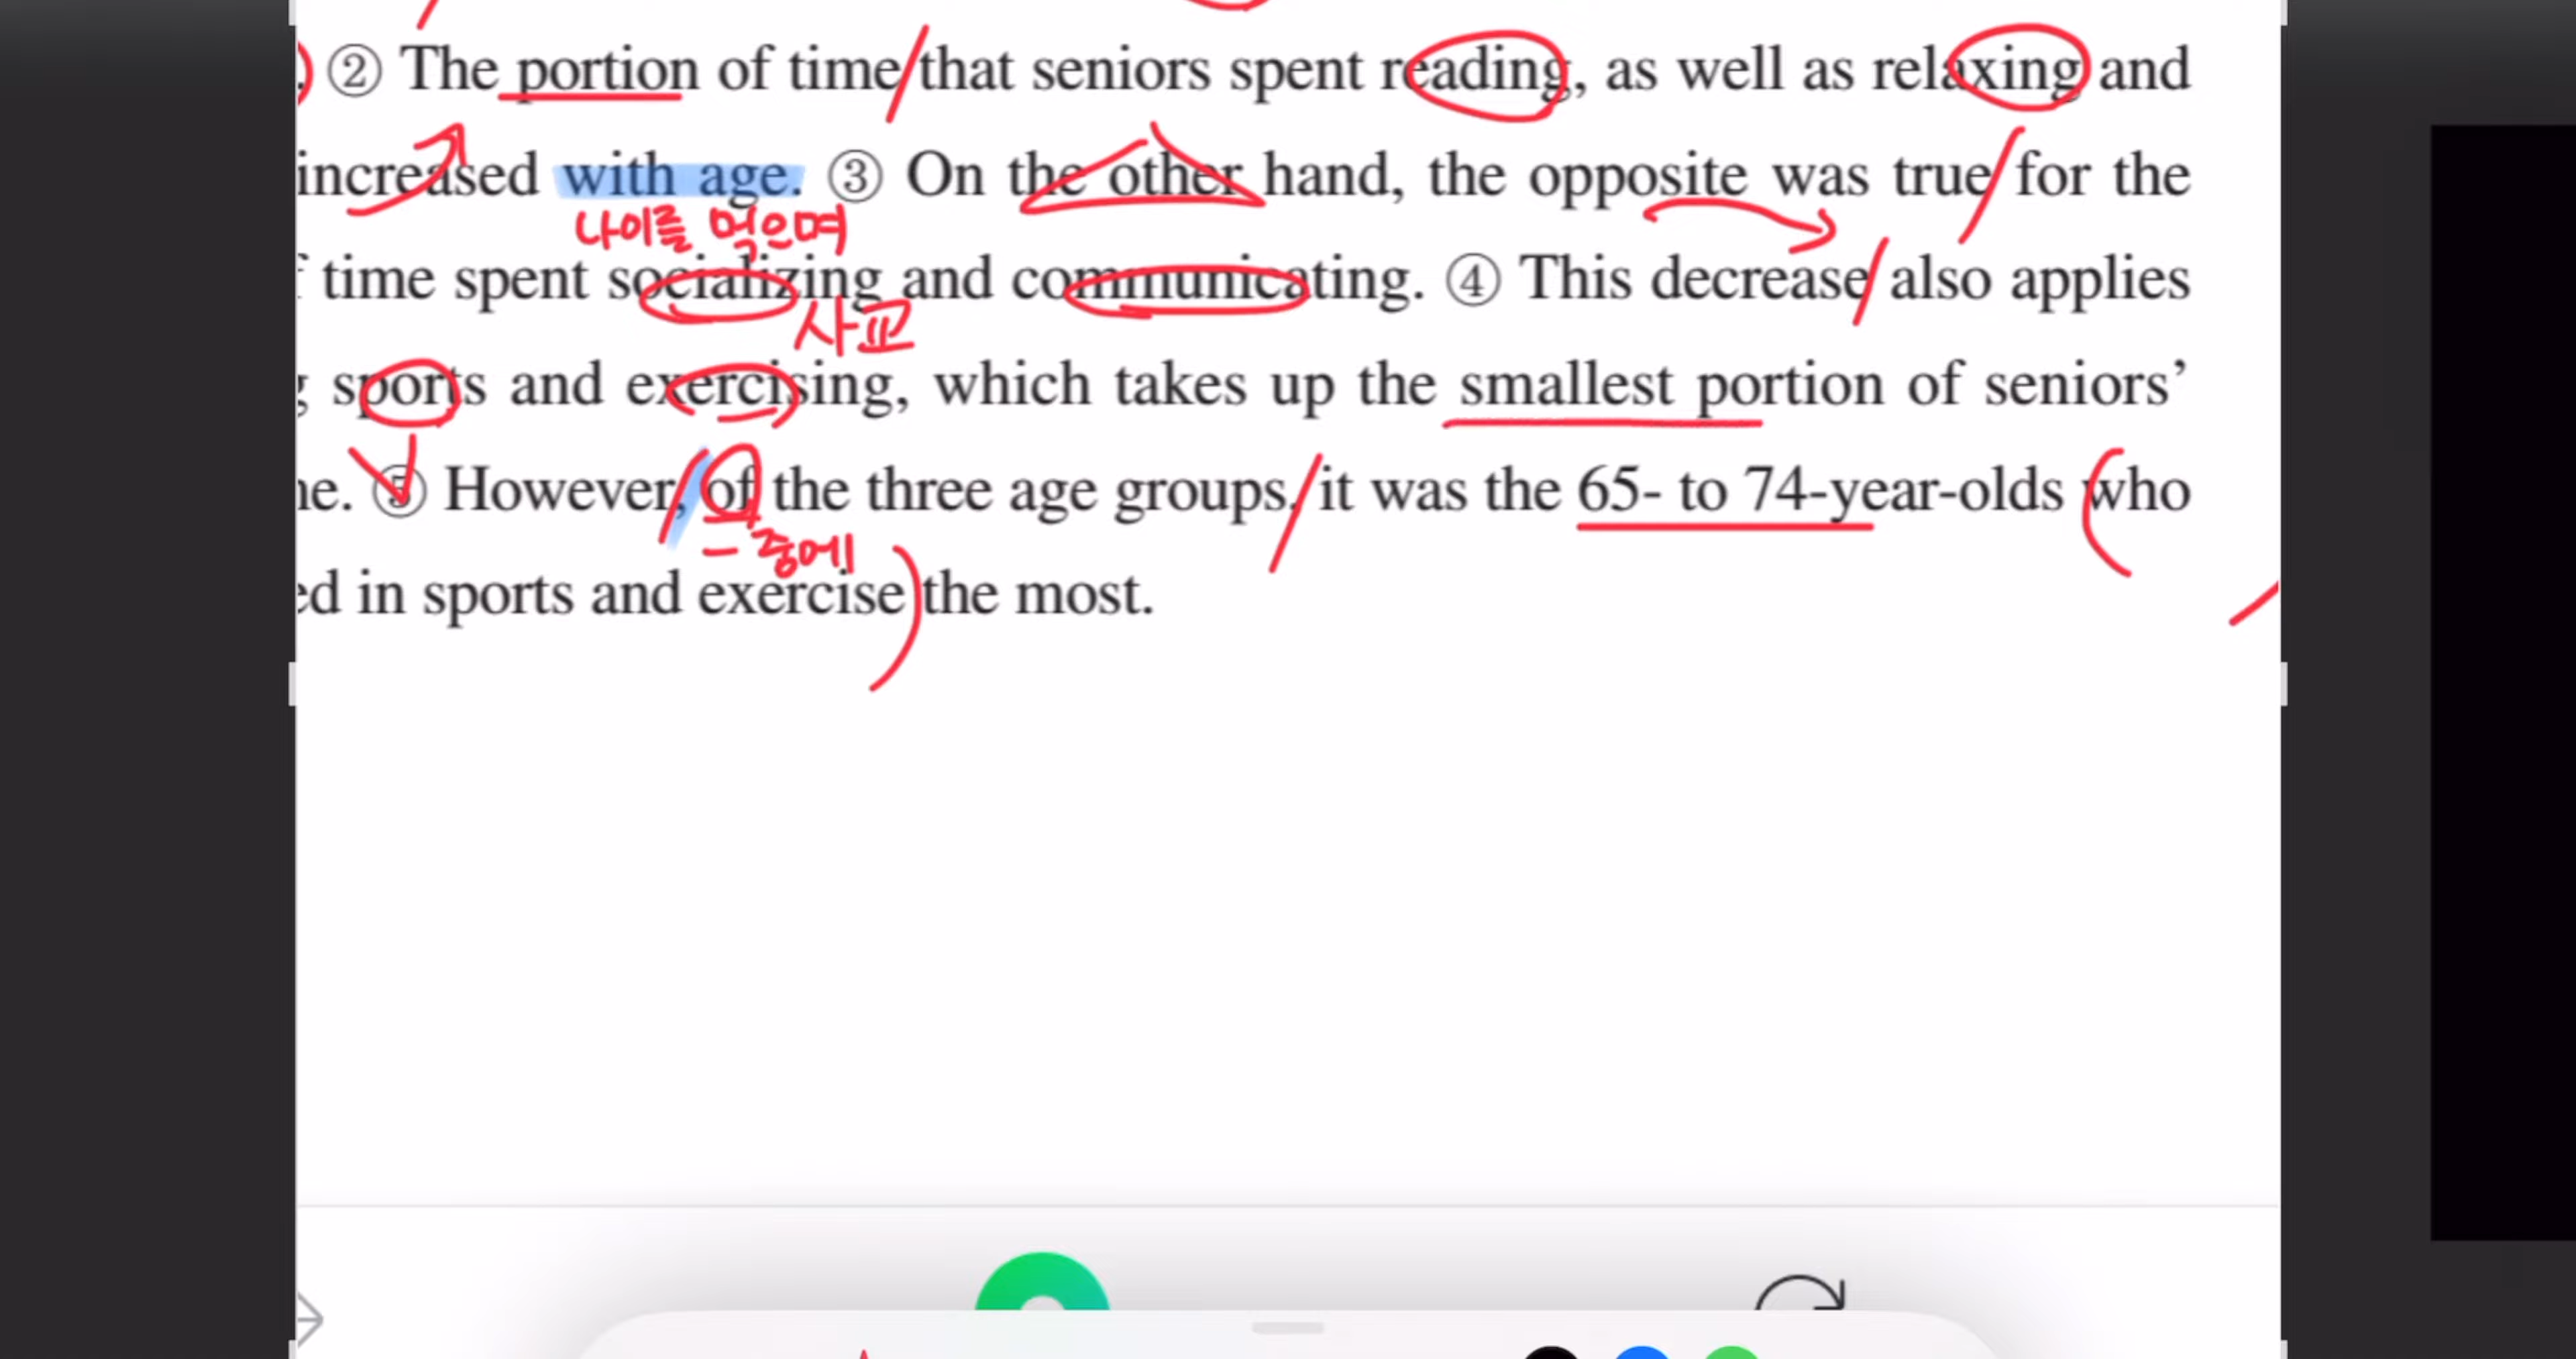 ② The portion of time that seniors spent reading, as well as relaxing and
increased with age. ③ On the other hand, the opposite was true for the
나이를 먹으며
time spent socializing and communicating. ④ This decrease also applies
사교
sports and exercising, which takes up the smallest portion of seniors'
⑤ However, of the three age groups, it was the 65- to 74-year-olds who
- 중에
ed in sports and exercise the most.